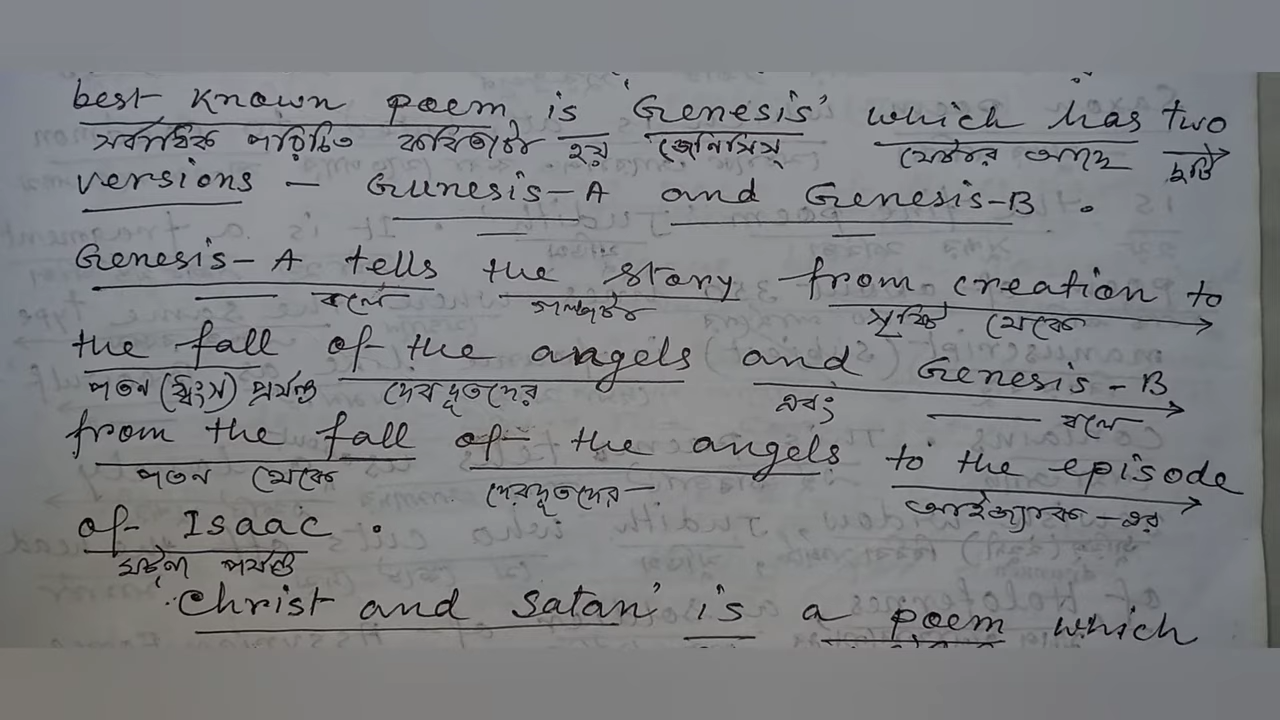 best known poem is 'Genesis' which has two
সর্বাধিক পরিচিত কবিতাটি হয় জেনিসিস্ যেটার আছে দুটি
versions - Gunesis-A and Genesis-B.
Genesis-A tells the story from creation to
বলে গল্পটি সৃষ্টি থেকে
the fall of the angels and Genesis-B
পতন (ধ্বংস) পর্যন্ত দেবদূতদের এবং বলে
from the fall of the angels to the episode
পতন থেকে দেবদূতদের আইজ্যাক-এর
of Isaac.
ঘটনা পর্যন্ত
'Christ and Satan' is a poem which